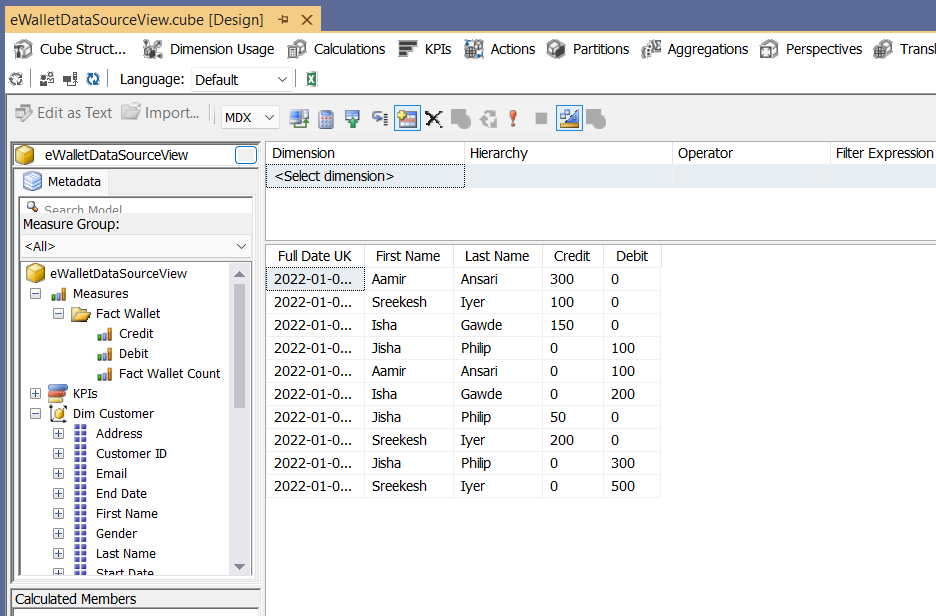 eWalletDataSourceView.cube [Design]
Cube Struct... Dimension Usage Calculations KPIs Actions Partitions Aggregations Perspectives Transl
Language: Default
Edit as Text Import... MDX
eWalletDataSourceView
Metadata
Search Model
Measure Group:
<All>
eWalletDataSourceView
Measures
Fact Wallet
Credit
Debit
Fact Wallet Count
KPIs
Dim Customer
Address
Customer ID
Email
End Date
First Name
Gender
Last Name
Start Date
Calculated Members
Dimension Hierarchy Operator Filter Expression
<Select dimension>
Full Date UK First Name Last Name Credit Debit
2022-01-0... Aamir Ansari 300 0
2022-01-0... Sreekesh Iyer 100 0
2022-01-0... Isha Gawde 150 0
2022-01-0... Jisha Philip 0 100
2022-01-0... Aamir Ansari 0 100
2022-01-0... Isha Gawde 0 200
2022-01-0... Jisha Philip 50 0
2022-01-0... Sreekesh Iyer 200 0
2022-01-0... Jisha Philip 0 300
2022-01-0... Sreekesh Iyer 0 500